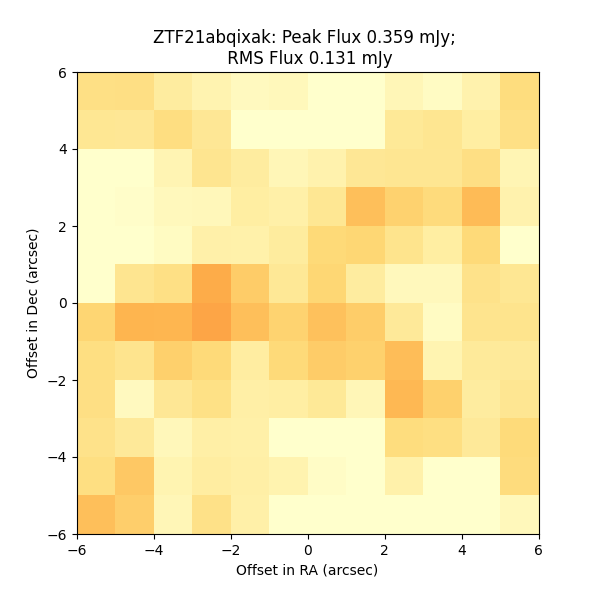 ZTF21abqixak: Peak Flux 0.359 mJy;
RMS Flux 0.131 mJy
6
4
2
0
−2
−4
−6
Offset in Dec (arcsec)
−6 −4 −2 0 2 4 6
Offset in RA (arcsec)